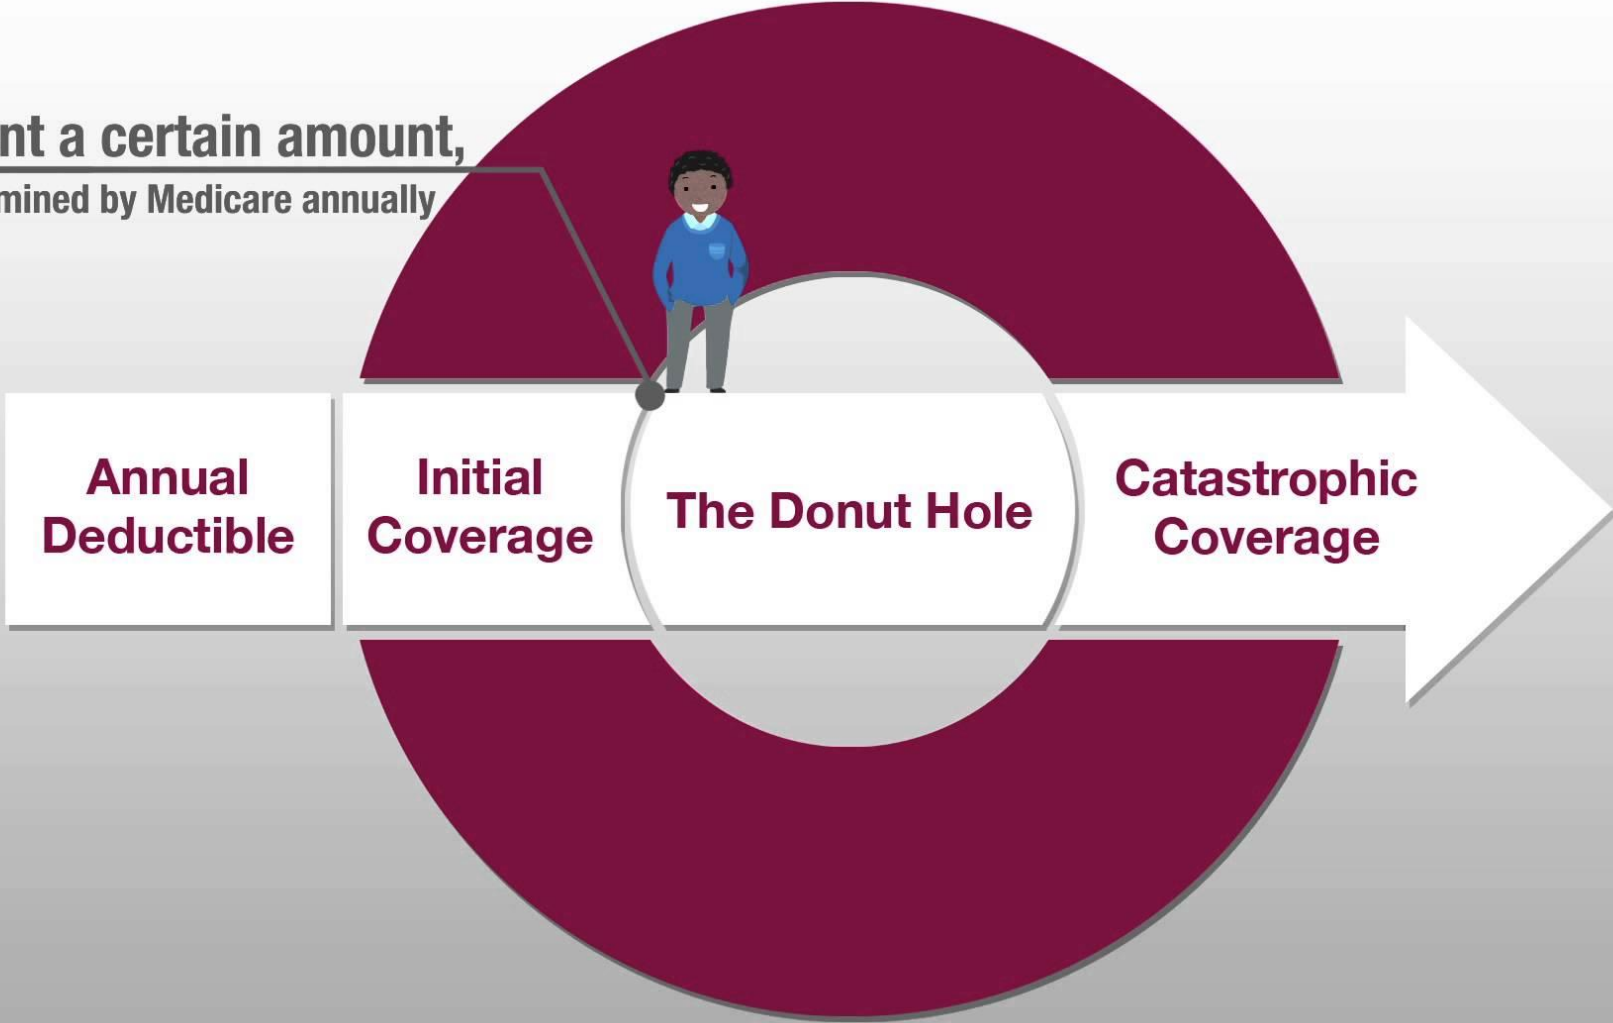 nt a certain amount,
mined by Medicare annually
Annual
Deductible
Initial
Coverage
The Donut Hole
Catastrophic
Coverage